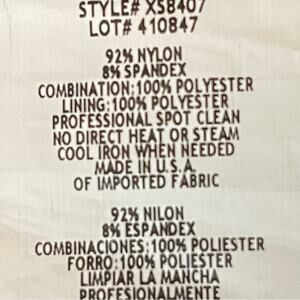 STYLE# XSB407
LOT# 410847
92% NYLON
8% SPANDEX
COMBINATION:100% POLYESTER
LINING:100% POLYESTER
PROFESSIONAL SPOT CLEAN
NO DIRECT HEAT OR STEAM
COOL IRON WHEN NEEDED
MADE IN U.S.A.
OF IMPORTED FABRIC
92% NILON
8% ESPANDEX
COMBINACIONES:100% POLIESTER
FORRO:100% POLIESTER
LIMPIAR LA MANCHA
PROFESIONALMENTE